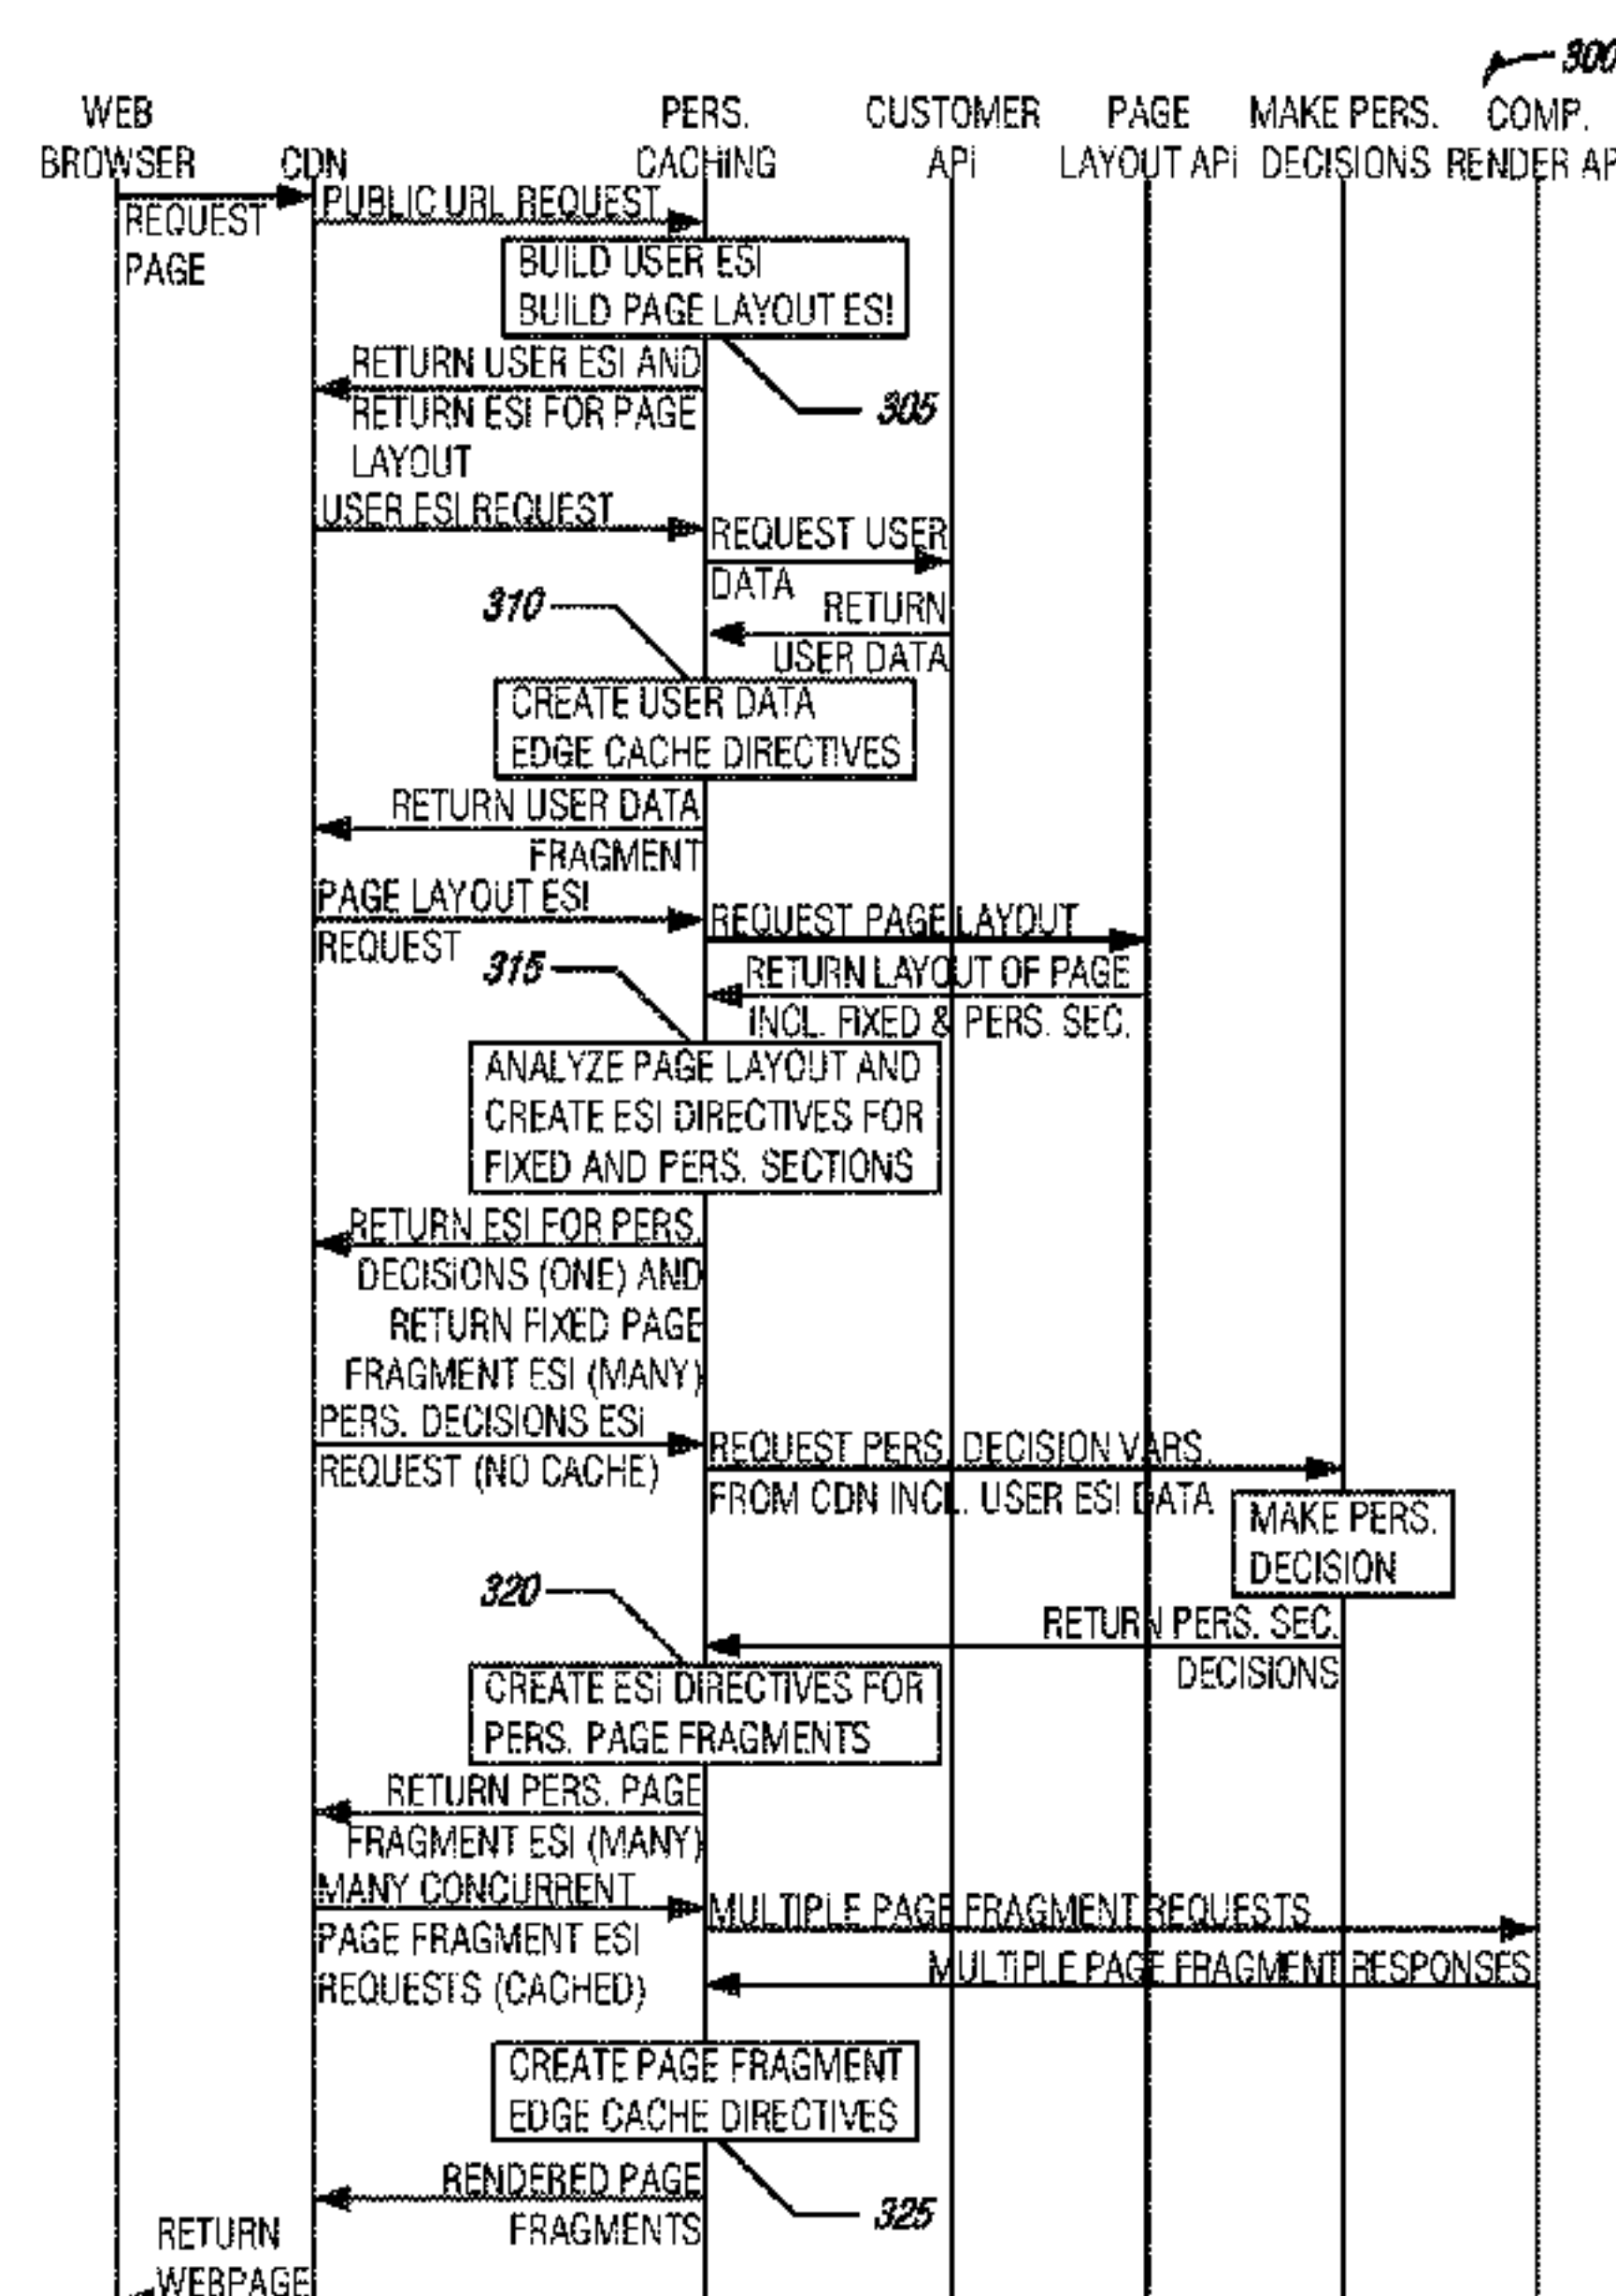 300
WEB
BROWSER
CDN
PERS.
CACHING
CUSTOMER
API
PAGE
LAYOUT API
MAKE PERS.
DECISIONS
COMP.
RENDER AP
REQUEST
PAGE
PUBLIC URL REQUEST
BUILD USER ESI
BUILD PAGE LAYOUT ESI
305
RETURN USER ESI AND
RETURN ESI FOR PAGE
LAYOUT
USER ESI REQUEST
REQUEST USER
DATA
RETURN
USER DATA
310
CREATE USER DATA
EDGE CACHE DIRECTIVES
RETURN USER DATA
FRAGMENT
PAGE LAYOUT ESI
REQUEST
REQUEST PAGE LAYOUT
RETURN LAYOUT OF PAGE
INCL. FIXED & PERS. SEC.
315
ANALYZE PAGE LAYOUT AND
CREATE ESI DIRECTIVES FOR
FIXED AND PERS. SECTIONS
RETURN ESI FOR PERS.
DECISIONS (ONE) AND
RETURN FIXED PAGE
FRAGMENT ESI (MANY)
PERS. DECISIONS ESI
REQUEST (NO CACHE)
REQUEST PERS. DECISION VARS.
FROM CDN INCL. USER ESI DATA
MAKE PERS.
DECISION
RETURN PERS. SEC.
DECISIONS
320
CREATE ESI DIRECTIVES FOR
PERS. PAGE FRAGMENTS
RETURN PERS. PAGE
FRAGMENT ESI (MANY)
MANY CONCURRENT
PAGE FRAGMENT ESI
REQUESTS (CACHED)
MULTIPLE PAGE FRAGMENT REQUESTS
MULTIPLE PAGE FRAGMENT RESPONSES
CREATE PAGE FRAGMENT
EDGE CACHE DIRECTIVES
325
RENDERED PAGE
FRAGMENTS
RETURN
WEBPAGE